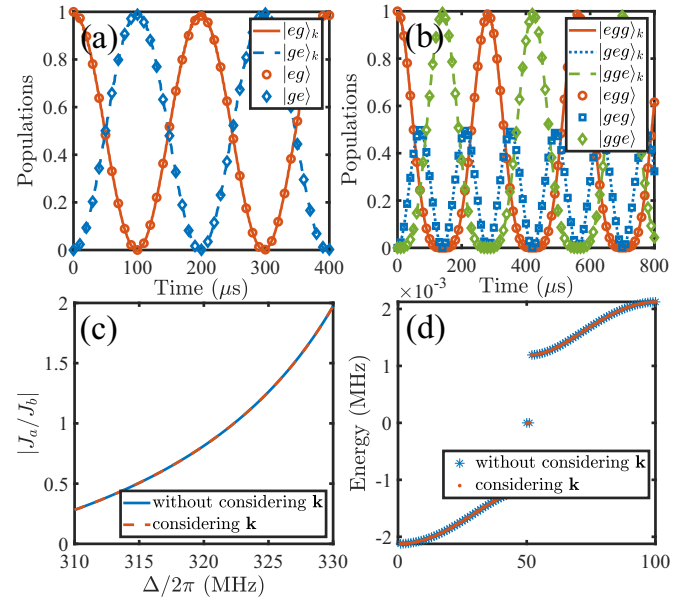 (a)
Populations
1
0.8
0.6
0.4
0.2
0
0 100 200 300 400
Time (μs)
|eg⟩ₖ
|ge⟩ₖ
|eg⟩
|ge⟩
(b)
Populations
1
0.8
0.6
0.4
0.2
0
0 200 400 600 800
Time (μs)
|egg⟩ₖ
|geg⟩ₖ
|gge⟩ₖ
|egg⟩
|geg⟩
|gge⟩
(c)
|Jₐ/J_b|
2
1.5
1
0.5
0
310 315 320 325 330
Δ/2π (MHz)
without considering k
considering k
(d)
×10⁻³
Energy (MHz)
2
1
0
-1
-2
0 50 100
without considering k
considering k